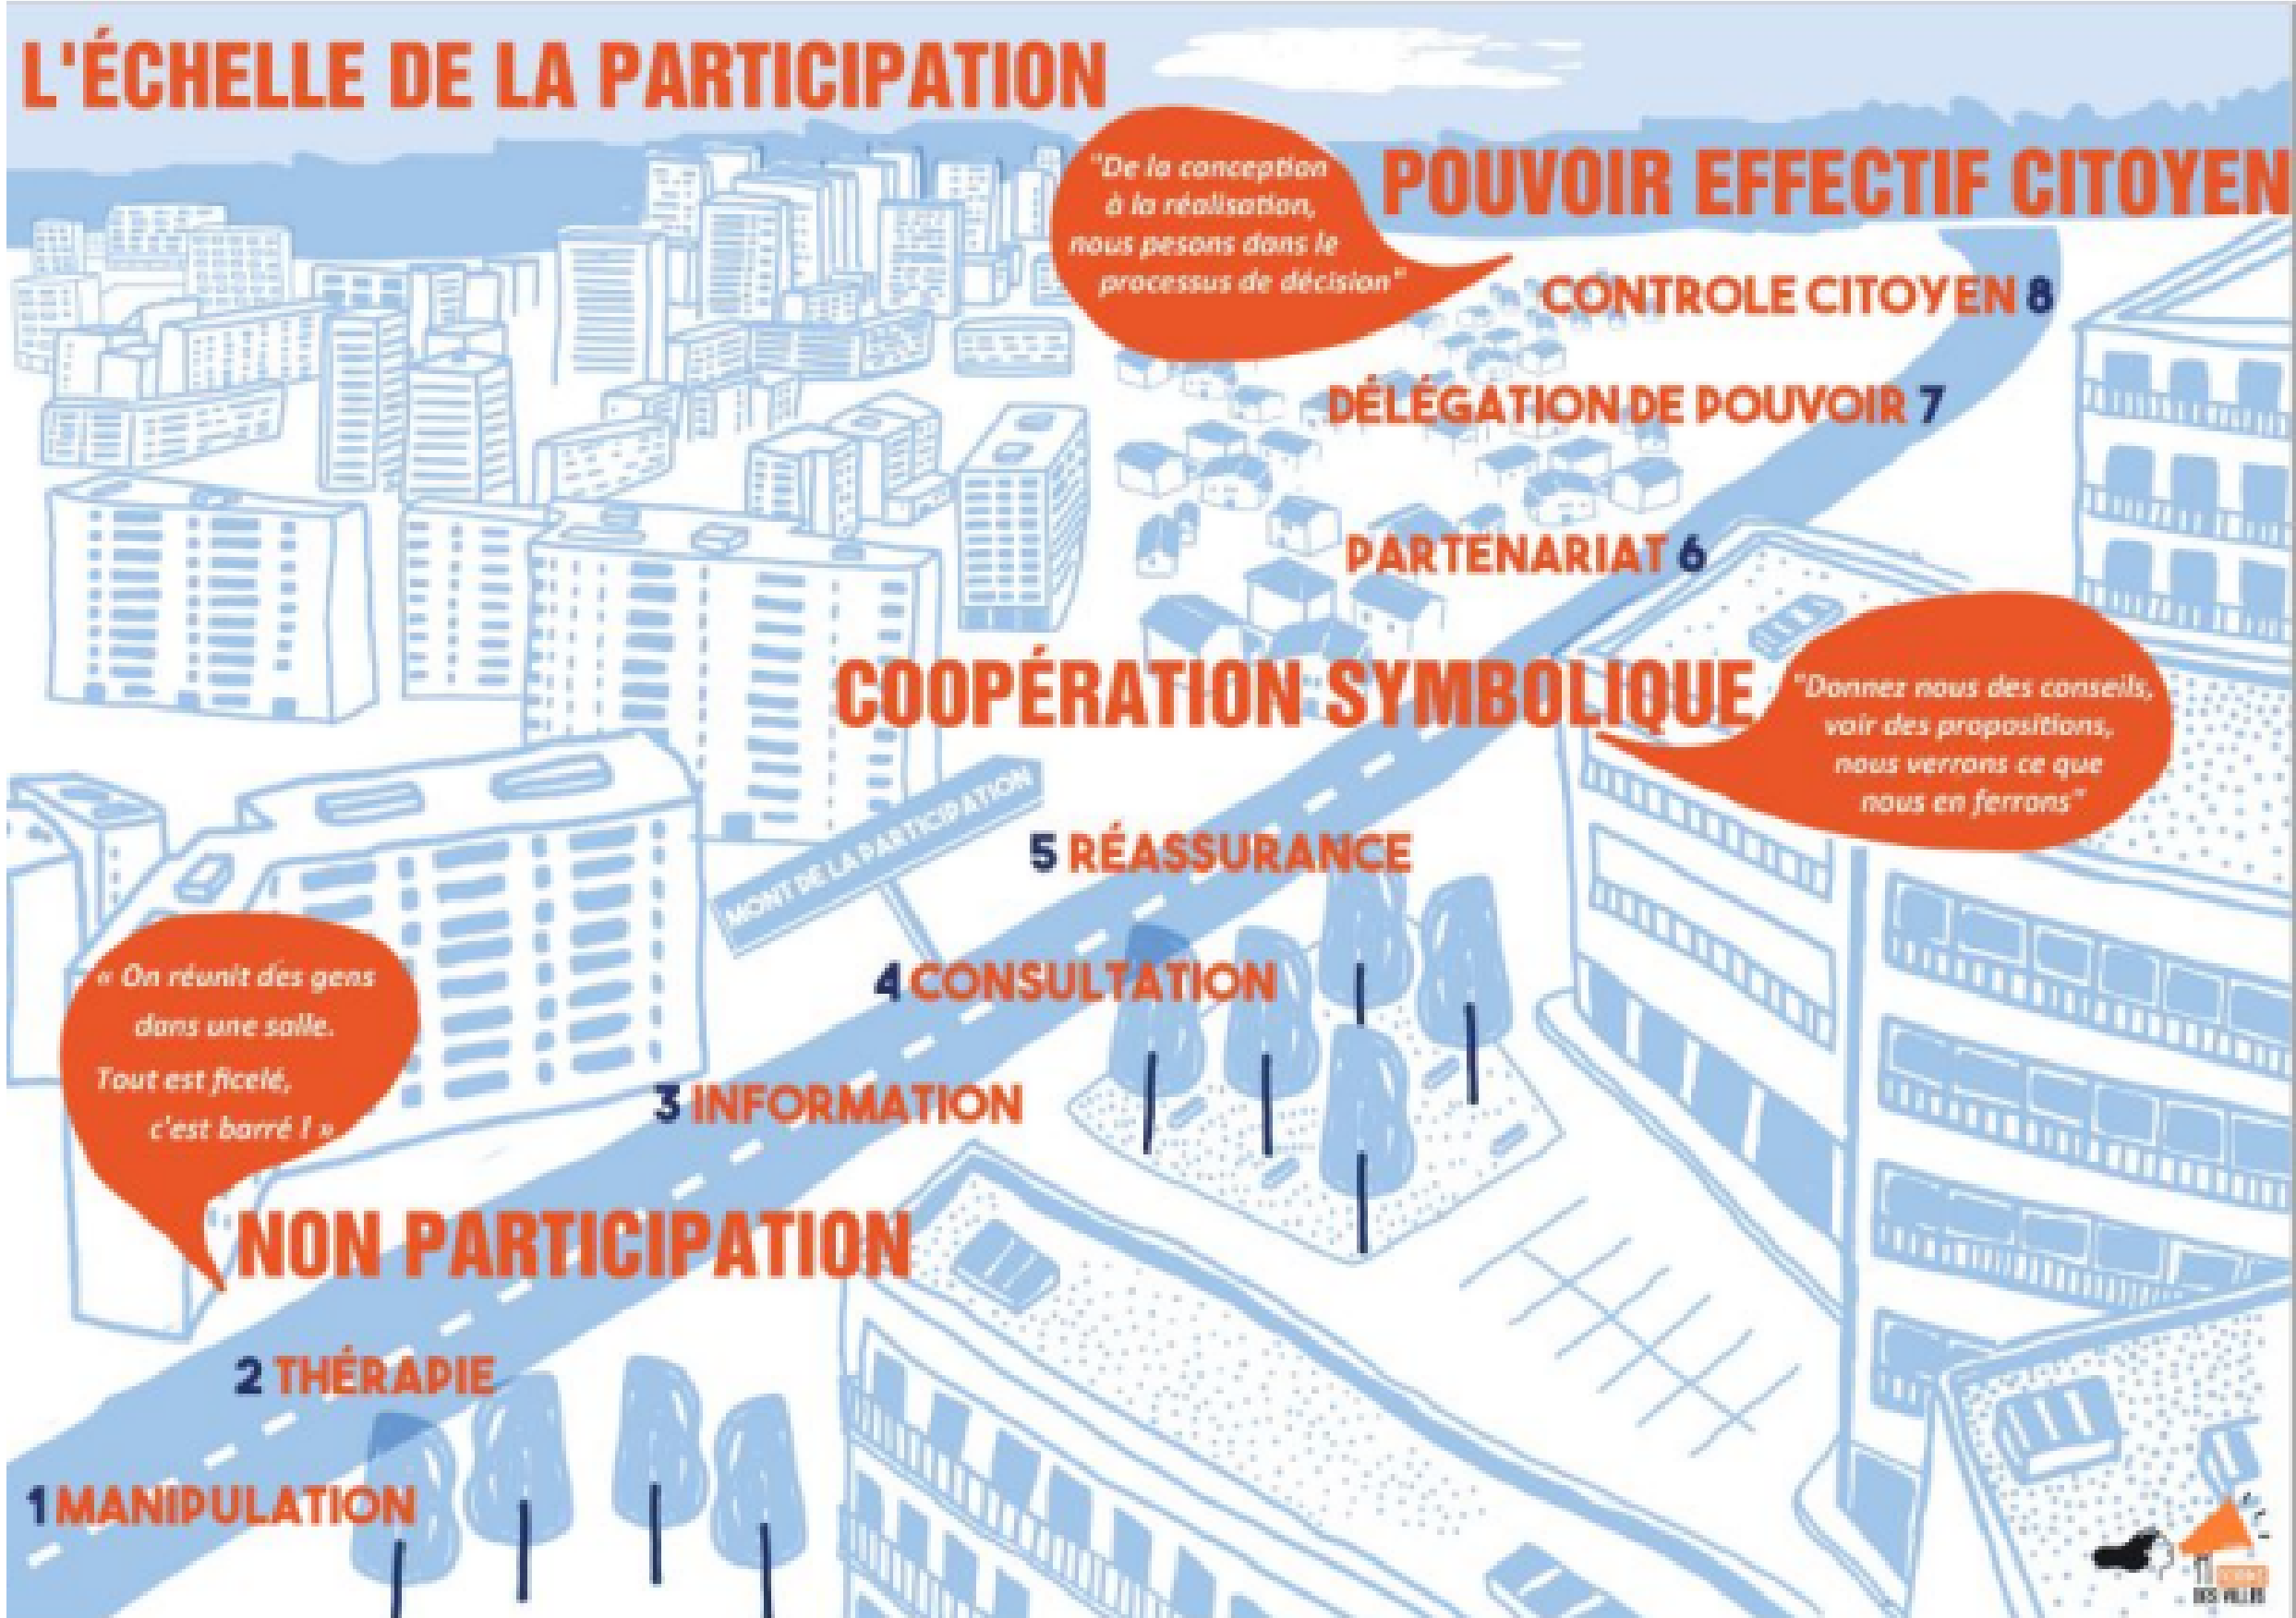 L'ÉCHELLE DE LA PARTICIPATION
"De la conception
à la réalisation,
nous pesons dans le
processus de décision"
POUVOIR EFFECTIF CITOYEN
CONTROLE CITOYEN 8
DÉLÉGATION DE POUVOIR 7
PARTENARIAT 6
COOPÉRATION SYMBOLIQUE
"Donnez nous des conseils,
voir des propositions,
nous verrons ce que
nous en ferrons"
MONT DE LA PARTICIPATION
5 RÉASSURANCE
4 CONSULTATION
« On réunit des gens
dans une salle.
Tout est ficelé,
c'est barré ! »
3 INFORMATION
NON PARTICIPATION
2 THÉRAPIE
1 MANIPULATION
DES VILLES